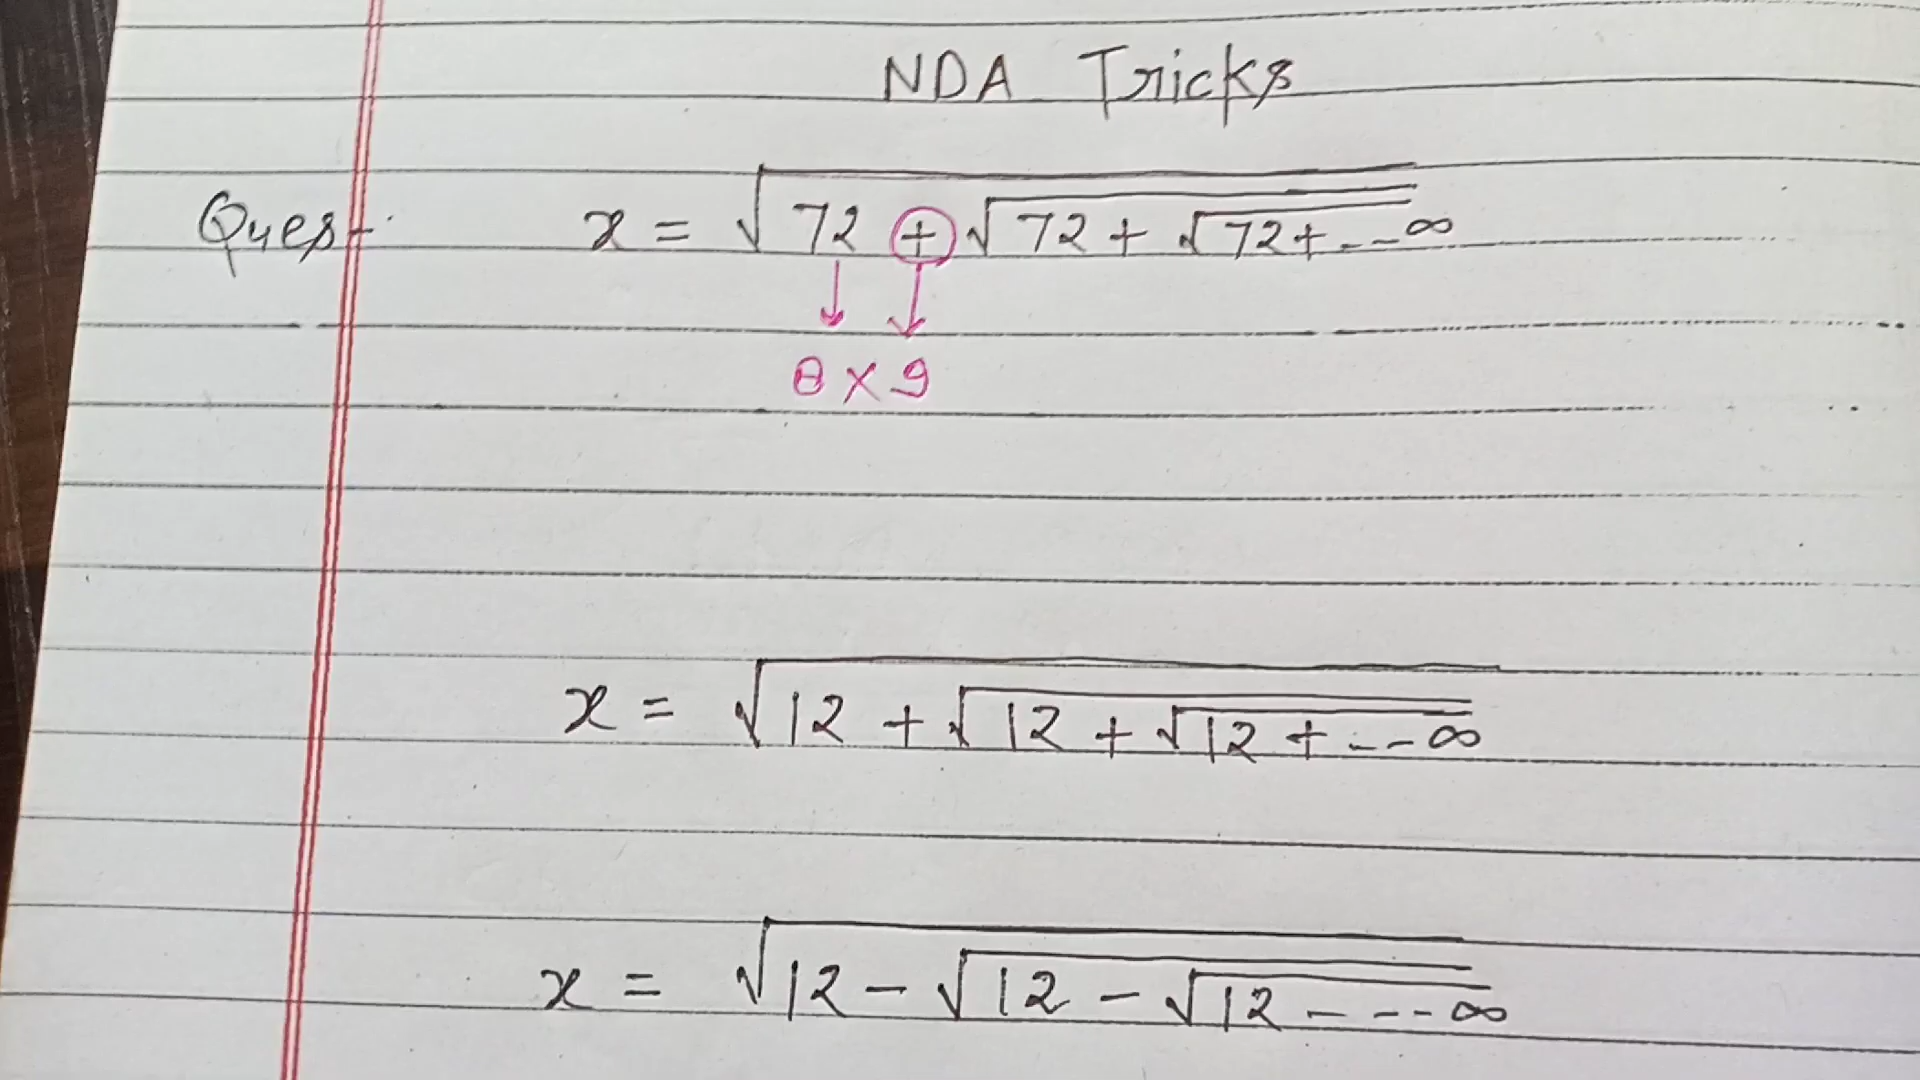 NDA Tricks
Ques-. x = √72 + √72 + √72 + - - ∞
↓ ↓
8 x 9
x = √12 + √12 + √12 + - - ∞
x = √12 - √12 - √12 - - - ∞